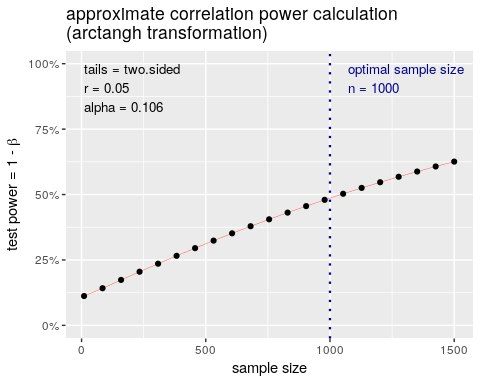 approximate correlation power calculation
(arctangh transformation)
tails = two.sided
r = 0.05
alpha = 0.106
optimal sample size
n = 1000
100%
75%
50%
25%
0%
test power = 1 - β
0 500 1000 1500
sample size